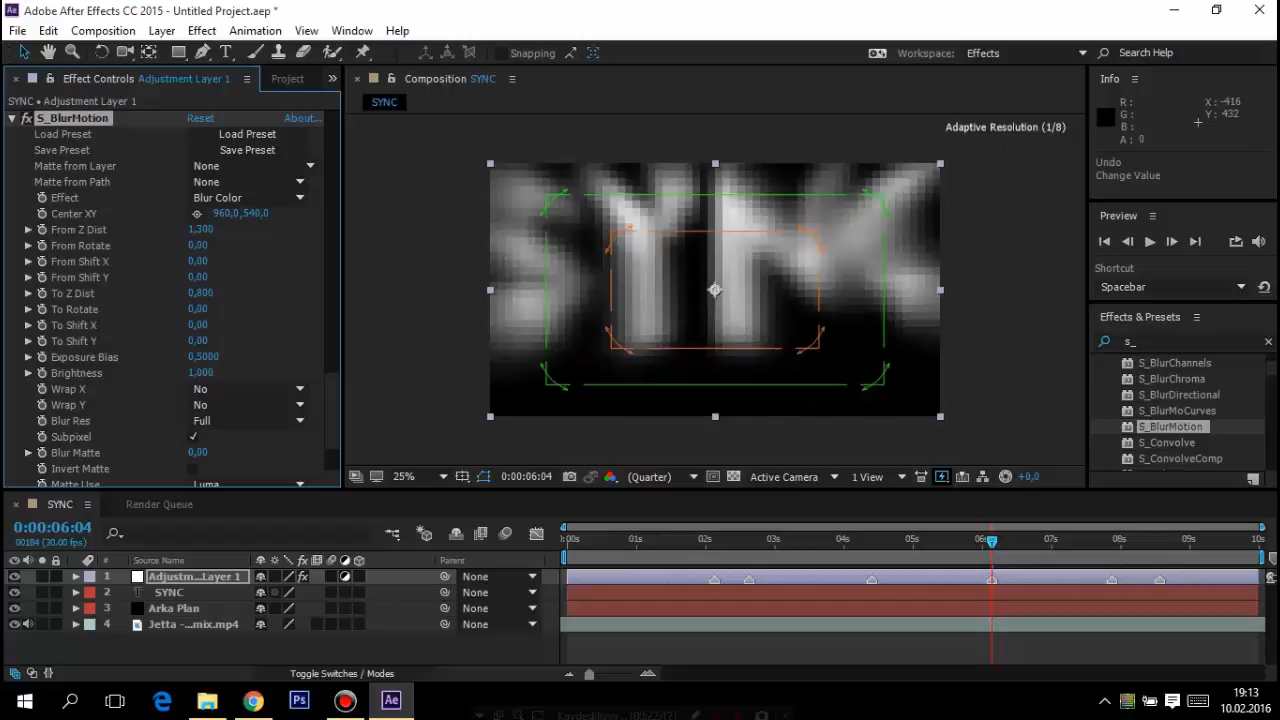 Adobe After Effects CC 2015 - Untitled Project.aep *
File Edit Composition Layer Effect Animation View Window Help
Snapping Workspace: Effects Search Help
Effect Controls Adjustment Layer 1 Project
SYNC • Adjustment Layer 1
fx S_BlurMotion Reset About...
Load Preset Load Preset
Save Preset Save Preset
Matte from Layer None
Matte from Path None
Effect Blur Color
Center XY 960,0,540,0
From Z Dist 1,300
From Rotate 0,00
From Shift X 0,00
From Shift Y 0,00
To Z Dist 0,800
To Rotate 0,00
To Shift X 0,00
To Shift Y 0,00
Exposure Bias 0,5000
Brightness 1,000
Wrap X No
Wrap Y No
Blur Res Full
Subpixel
Blur Matte 0,00
Invert Matte
Matte Use Luma
Composition SYNC
SYNC
Adaptive Resolution (1/8)
25% 0:00:06:04 (Quarter) Active Camera 1 View +0,0
Info
R: X: -416
G: Y: 432
B:
A: 0
Undo
Change Value
Preview
Shortcut
Spacebar
Effects & Presets
s_
S_BlurChannels
S_BlurChroma
S_BlurDirectional
S_BlurMoCurves
S_BlurMotion
S_Convolve
S_ConvolveComp
SYNC Render Queue
0:00:06:04
00184 (30.00 fps)
:00s 01s 02s 03s 04s 05s 06s 07s 08s 09s 10s
# Source Name Parent
1 Adjustm...Layer 1 fx None
2 T SYNC None
3 Arka Plan None
4 Jetta -...mix.mp4 None
Toggle Switches / Modes
Ps Ae
19:13
10.02.2016